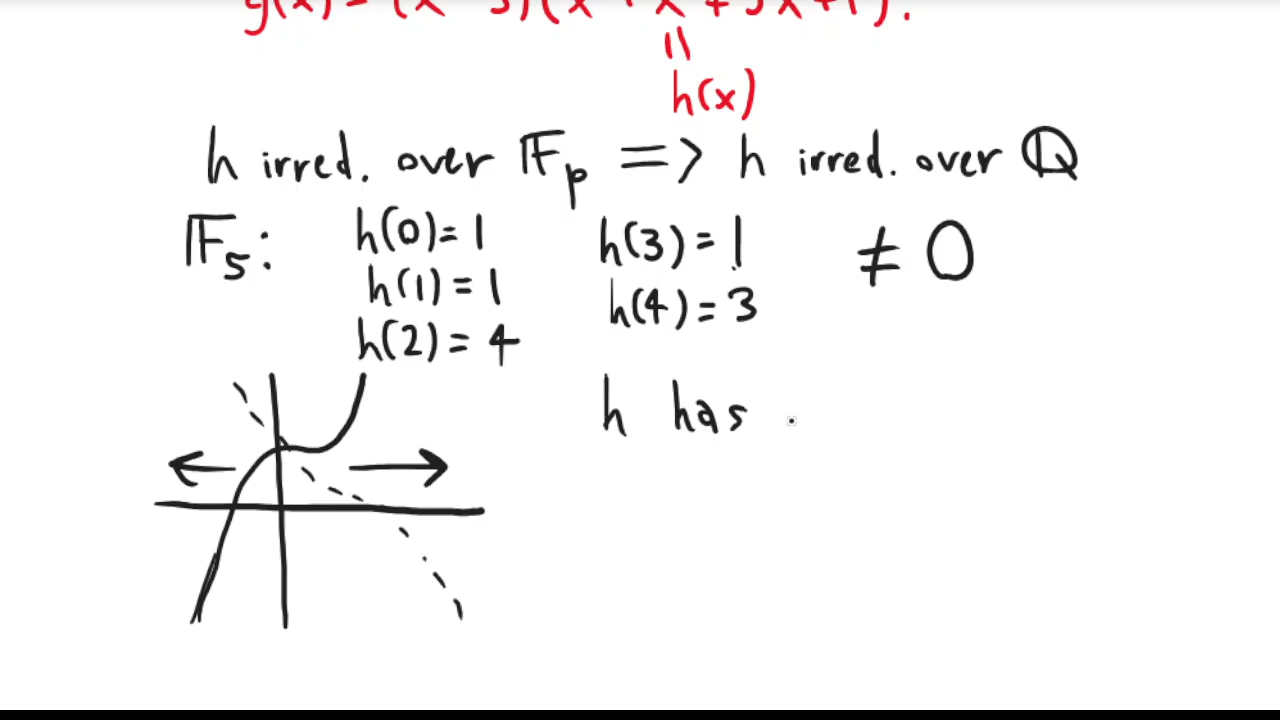 h(x)
h irred. over 𝔽p => h irred. over ℚ
𝔽5: h(0)=1 h(3)=1 ≠ 0
h(1)=1 h(4)=3
h(2)=4
h has